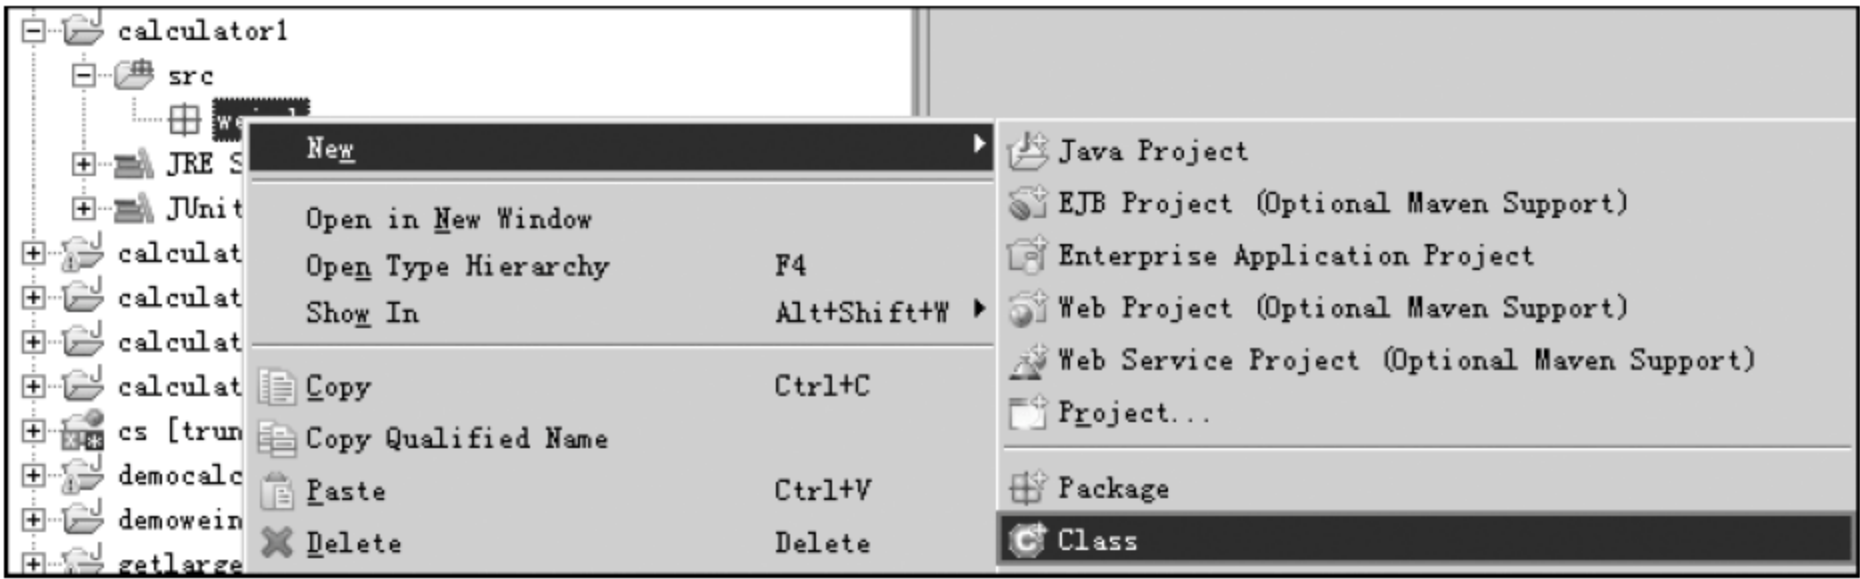 calculator1
src
New
JRE S
JUnit
calculat
calculat
calculat
calculat
cs [trun
democalc
demowein
getlarge
Open in New Window
Open Type Hierarchy F4
Show In Alt+Shift+W
Copy Ctrl+C
Copy Qualified Name
Paste Ctrl+V
Delete Delete
Java Project
EJB Project (Optional Maven Support)
Enterprise Application Project
Web Project (Optional Maven Support)
Web Service Project (Optional Maven Support)
Project...
Package
Class